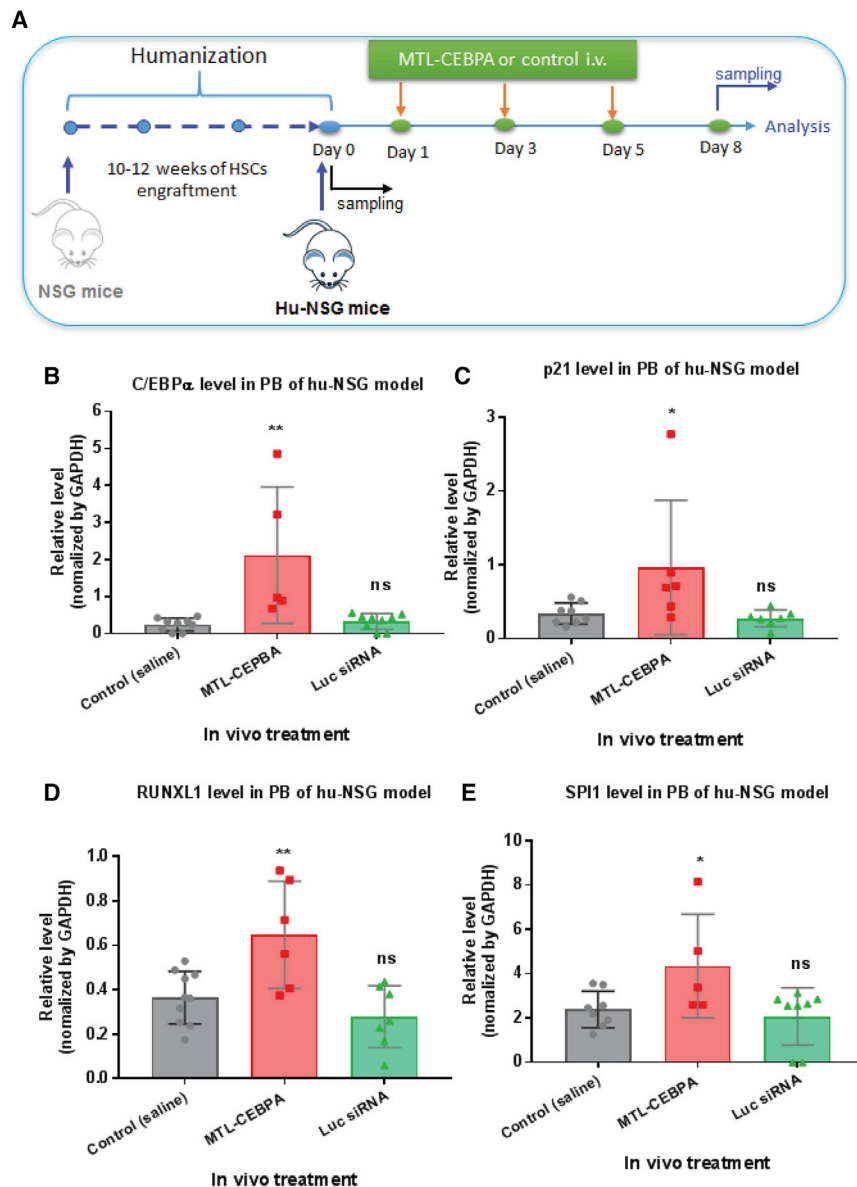 A
Humanization
MTL-CEBPA or control i.v.
sampling
Analysis
Day 0
Day 1
Day 3
Day 5
Day 8
10-12 weeks of HSCs
engraftment
sampling
NSG mice
Hu-NSG mice
B
C/EBPα level in PB of hu-NSG model
Relative level
(nomalized by GAPDH)
6
5
4
3
2
1
0
**
ns
Control (saline)
MTL-CEPBA
Luc siRNA
In vivo treatment
C
p21 level in PB of hu-NSG model
Relative level
(nomalized by GAPDH)
3
2
1
0
*
ns
Control (saline)
MTL-CEBPA
Luc siRNA
In vivo treatment
D
RUNXL1 level in PB of hu-NSG model
Relative level
(nomalized by GAPDH)
1.0
0.8
0.6
0.4
0.2
0.0
**
ns
Control (saline)
MTL-CEBPA
Luc siRNA
In vivo treatment
E
SPI1 level in PB of hu-NSG model
Relative level
(nomalized by GAPDH)
10
8
6
4
2
0
*
ns
Control (saline)
MTL-CEBPA
Luc siRNA
In vivo treatment